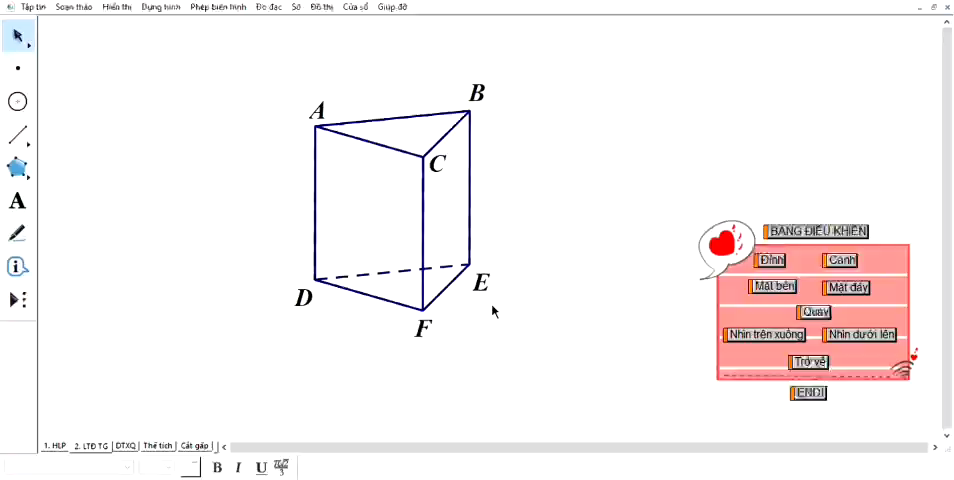 Tập tin Soạn thảo Hiển thị Dựng hình Phép biến hình Đo đạc Số Đồ thị Cửa sổ Giúp đỡ
B
A
C
E
D
F
BẢNG ĐIỀU KHIỂN
Đỉnh Cạnh
Mặt bên Mặt đáy
Quay
Nhìn trên xuống Nhìn dưới lên
Trở về
END!
A
1. HLP 2. LTĐ TG DTXQ Thể tích Cắt gấp
B I U